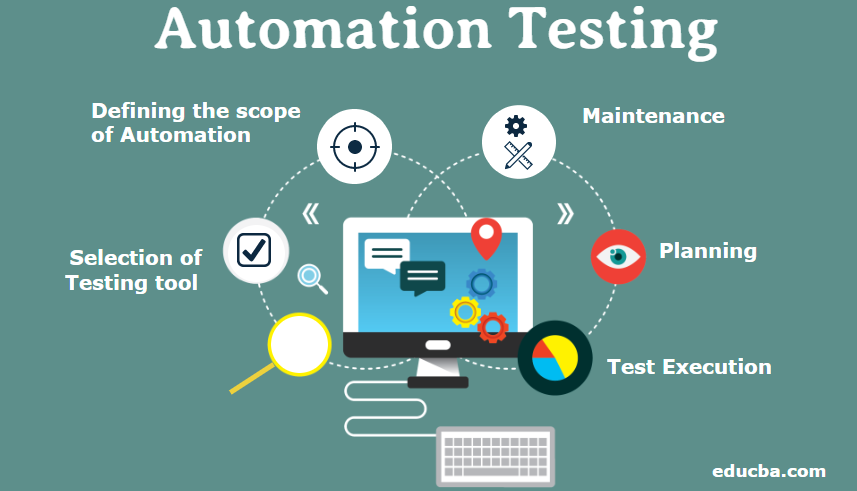 Automation Testing
Defining the scope
of Automation
Maintenance
Selection of
Testing tool
Planning
Test Execution
educba.com